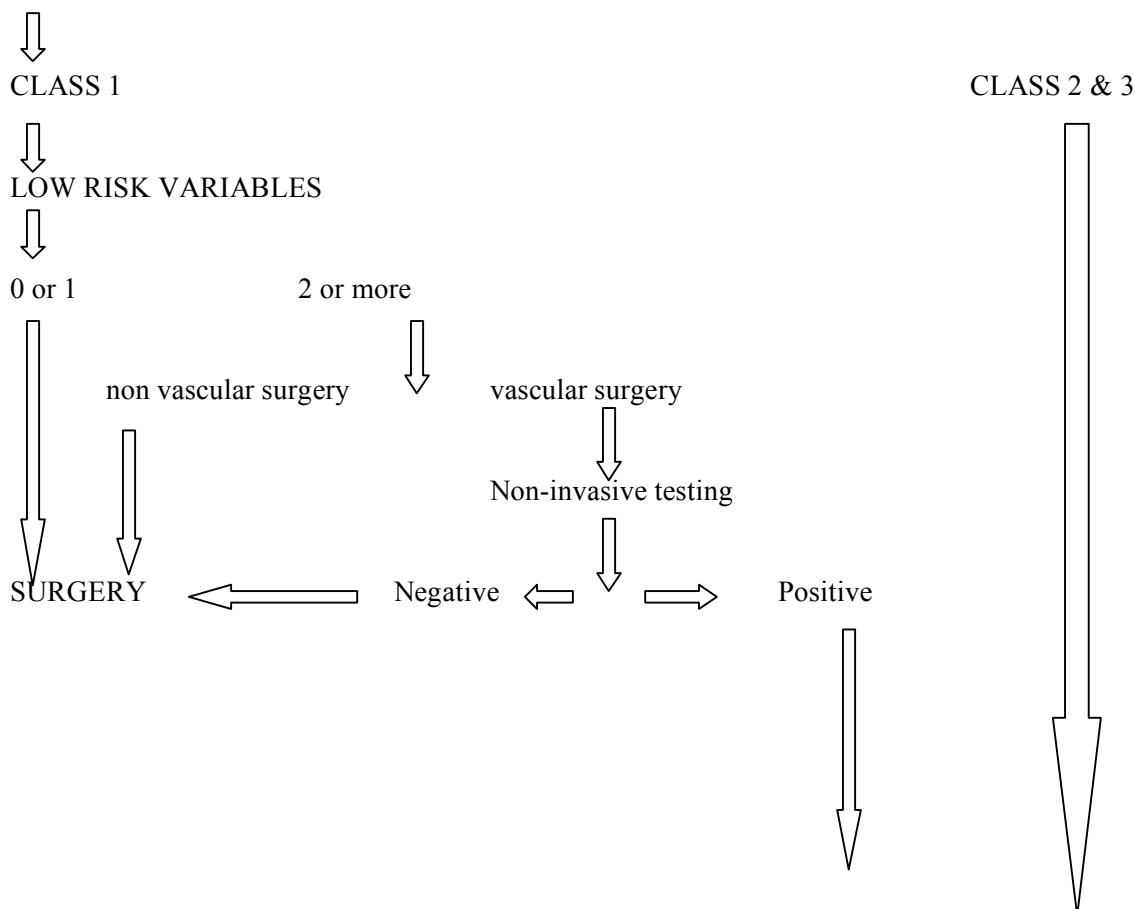 CLASS 1
CLASS 2 & 3
LOW RISK VARIABLES
0 or 1
2 or more
non vascular surgery
vascular surgery
Non-invasive testing
SURGERY
Negative
Positive